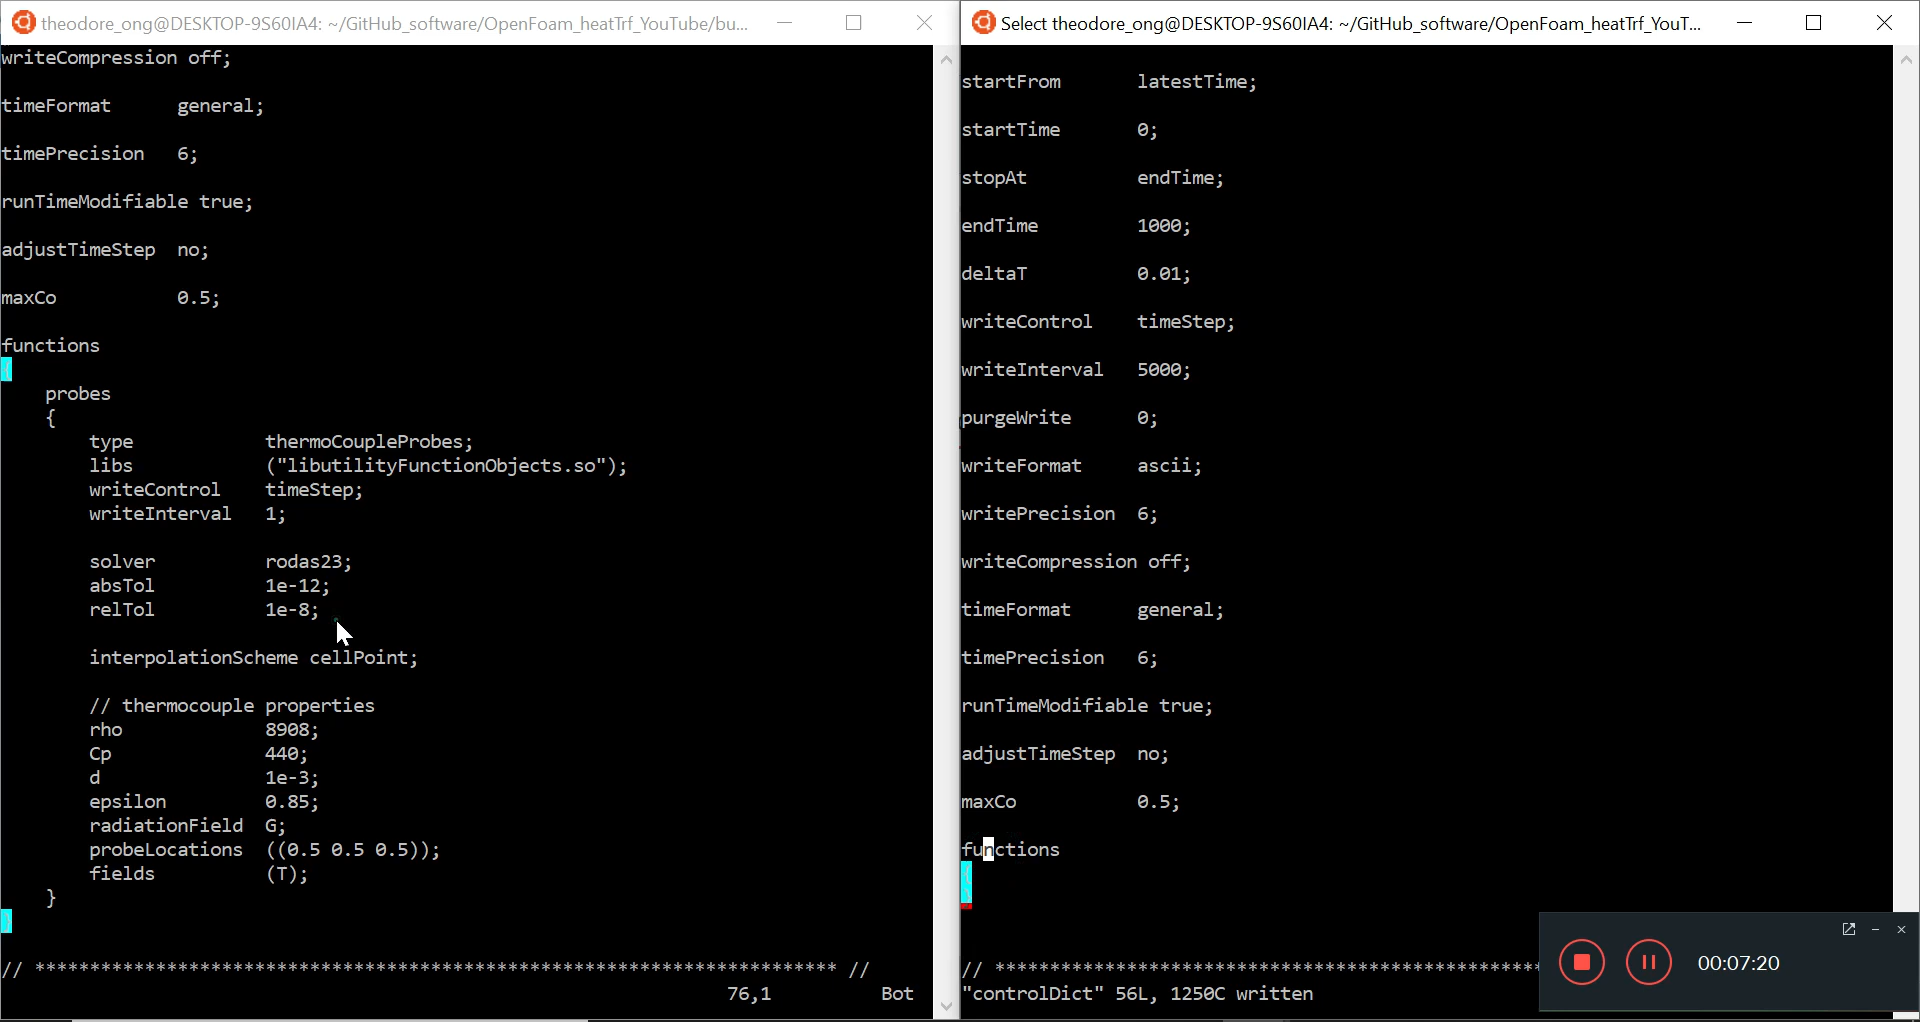 theodore_ong@DESKTOP-9S60IA4: ~/GitHub_software/OpenFoam_heatTrf_YouTube/bu...
writeCompression off;
timeFormat general;
timePrecision 6;
runTimeModifiable true;
adjustTimeStep no;
maxCo 0.5;
functions
{
probes
{
type thermoCoupleProbes;
libs ("libutilityFunctionObjects.so");
writeControl timeStep;
writeInterval 1;
solver rodas23;
absTol 1e-12;
relTol 1e-8;
interpolationScheme cellPoint;
// thermocouple properties
rho 8908;
Cp 440;
d 1e-3;
epsilon 0.85;
radiationField G;
probeLocations ((0.5 0.5 0.5));
fields (T);
}
}
// ************************************************************************* //
76,1 Bot
Select theodore_ong@DESKTOP-9S60IA4: ~/GitHub_software/OpenFoam_heatTrf_YouT...
startFrom latestTime;
startTime 0;
stopAt endTime;
endTime 1000;
deltaT 0.01;
writeControl timeStep;
writeInterval 5000;
purgeWrite 0;
writeFormat ascii;
writePrecision 6;
writeCompression off;
timeFormat general;
timePrecision 6;
runTimeModifiable true;
adjustTimeStep no;
maxCo 0.5;
functions
{
}
// **************************************************
"controlDict" 56L, 1250C written
00:07:20